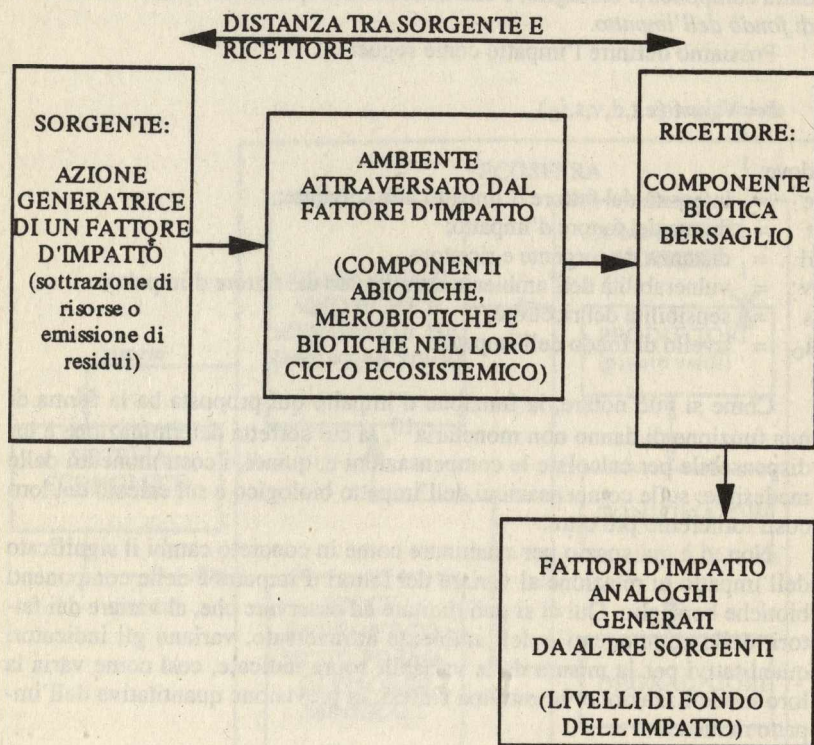 DISTANZA TRA SORGENTE E
RICETTORE
SORGENTE:
AZIONE
GENERATRICE
DI UN FATTORE
D'IMPATTO
(sottrazione di
risorse o
emissione di
residui)
AMBIENTE
ATTRAVERSATO DAL
FATTORE D'IMPATTO
(COMPONENTI
ABIOTICHE,
MEROBIOTICHE E
BIOTICHE NEL LORO
CICLO ECOSISTEMICO)
RICETTORE:
COMPONENTE
BIOTICA
BERSAGLIO
FATTORI D'IMPATTO
ANALOGHI
GENERATI
DA ALTRE SORGENTI
(LIVELLI DI FONDO
DELL'IMPATTO)